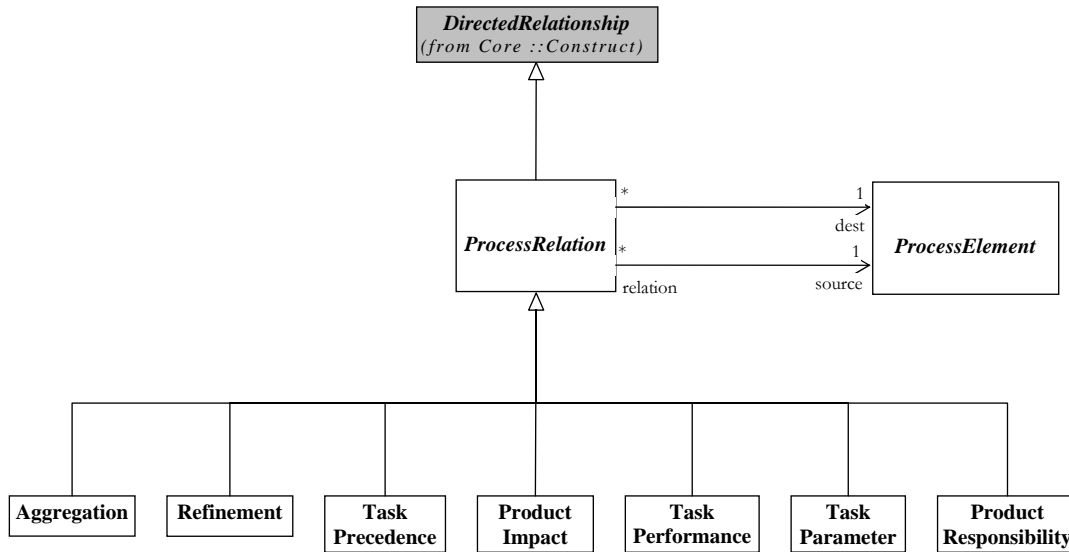 DirectedRelationship
(from Core ::Construct)
* 1
dest
ProcessRelation
ProcessElement
* 1
relation source
Aggregation
Refinement
Task
Precedence
Product
Impact
Task
Performance
Task
Parameter
Product
Responsibility